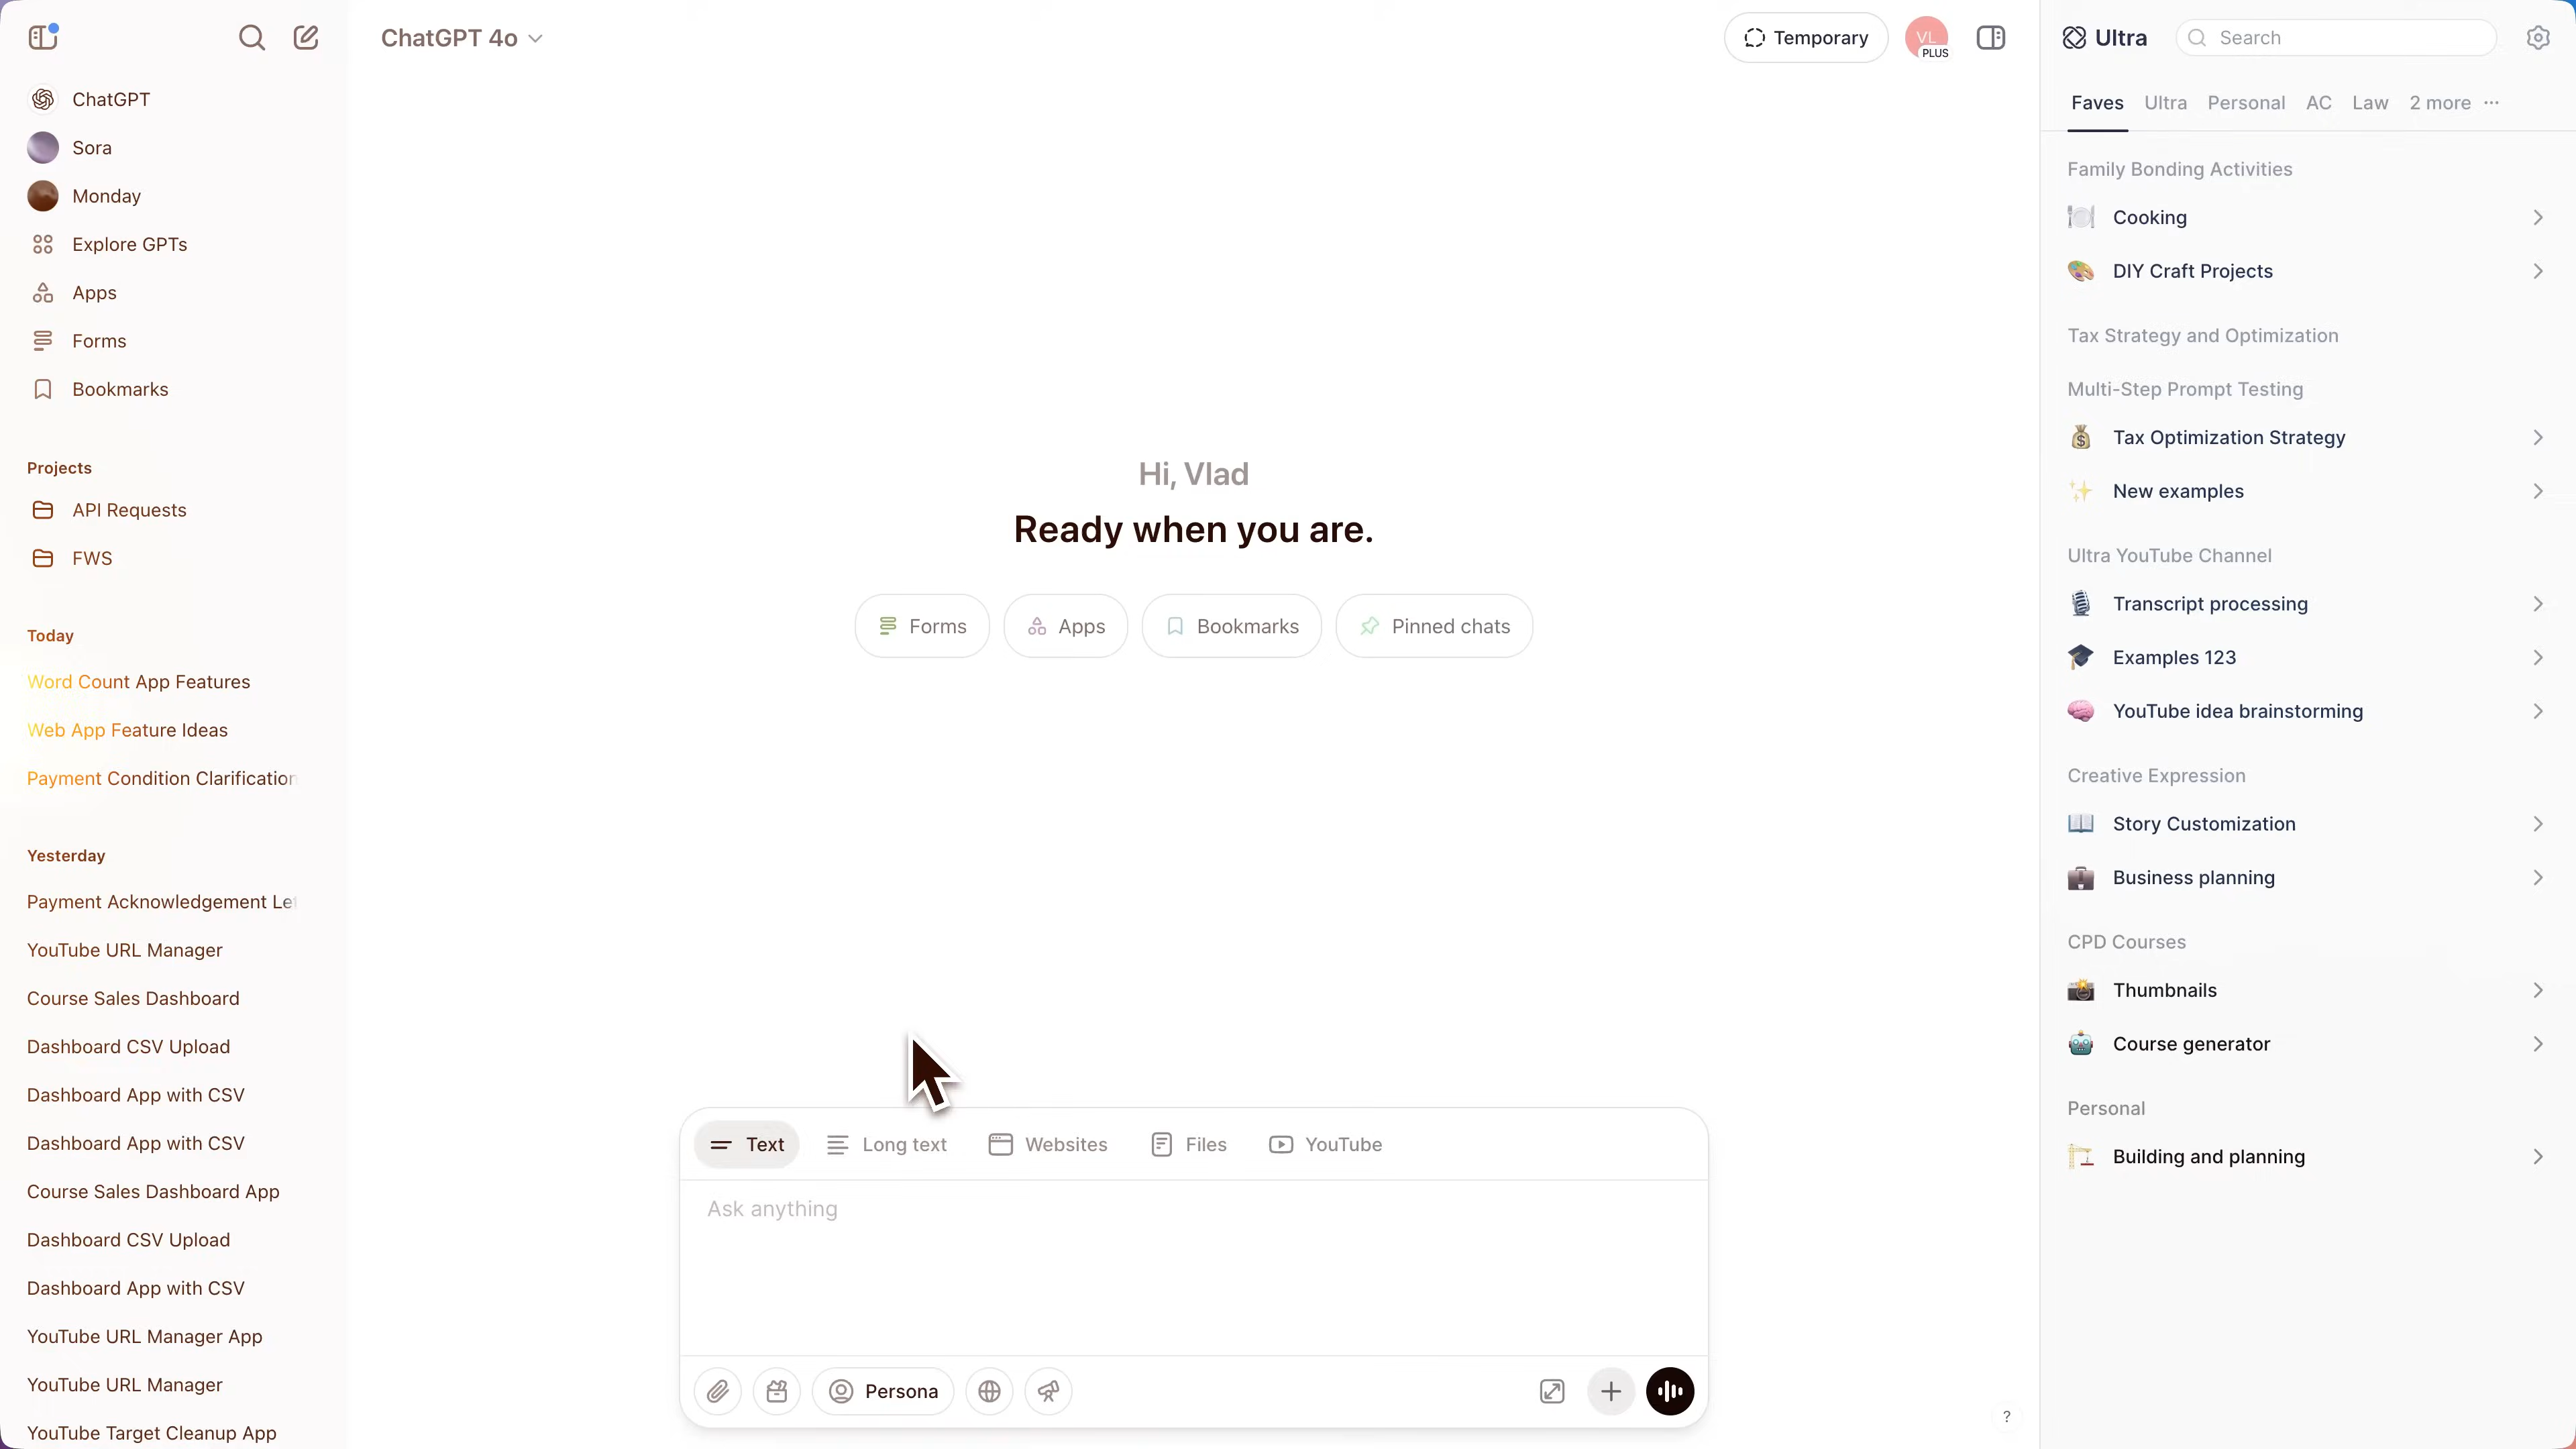 ChatGPT
Sora
Monday
Explore GPTs
Apps
Forms
Bookmarks
Projects
API Requests
FWS
Today
Word Count App Features
Web App Feature Ideas
Payment Condition Clarification
Yesterday
Payment Acknowledgement Let
YouTube URL Manager
Course Sales Dashboard
Dashboard CSV Upload
Dashboard App with CSV
Dashboard App with CSV
Course Sales Dashboard App
Dashboard CSV Upload
Dashboard App with CSV
YouTube URL Manager App
YouTube URL Manager
YouTube Target Cleanup App
ChatGPT 4o
Temporary
VL
PLUS
Hi, Vlad
Ready when you are.
Forms Apps Bookmarks Pinned chats
Text Long text Websites Files YouTube
Ask anything
Persona
?
Ultra Search
Faves Ultra Personal AC Law 2 more ...
Family Bonding Activities
Cooking
DIY Craft Projects
Tax Strategy and Optimization
Multi-Step Prompt Testing
Tax Optimization Strategy
New examples
Ultra YouTube Channel
Transcript processing
Examples 123
YouTube idea brainstorming
Creative Expression
Story Customization
Business planning
CPD Courses
Thumbnails
Course generator
Personal
Building and planning